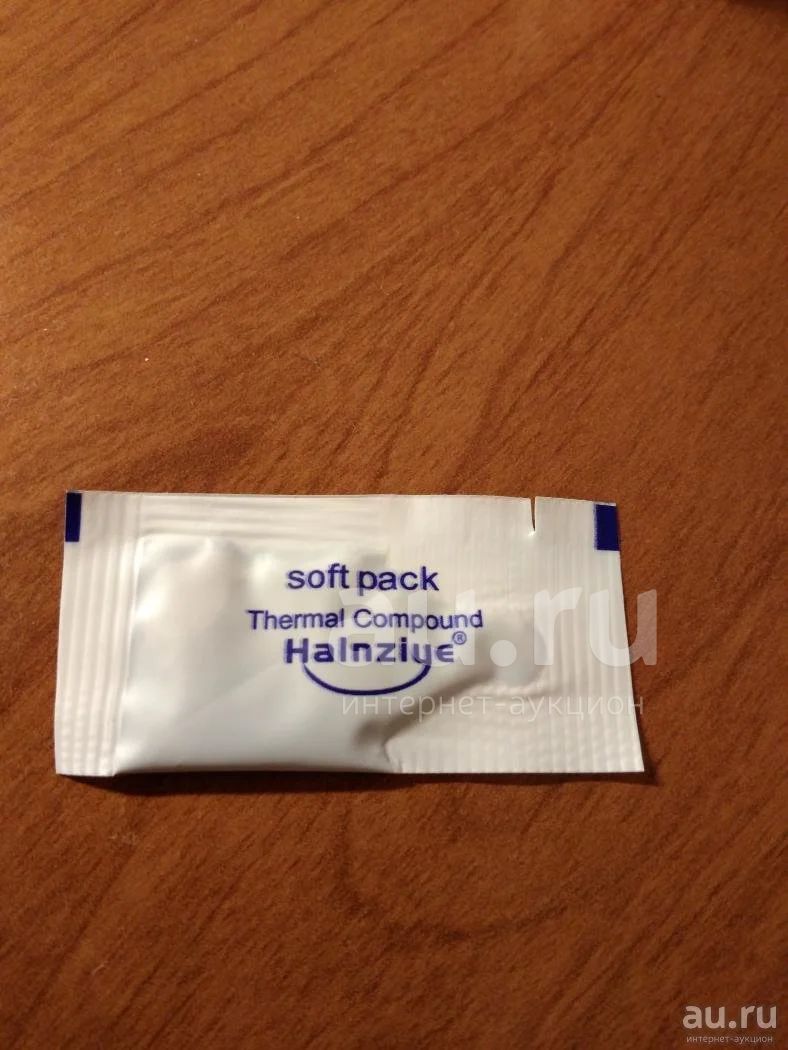 soft pack
Thermal Compound
Halnziye®
au.ru
интернет-аукцион
au.ru
интернет-аукцион